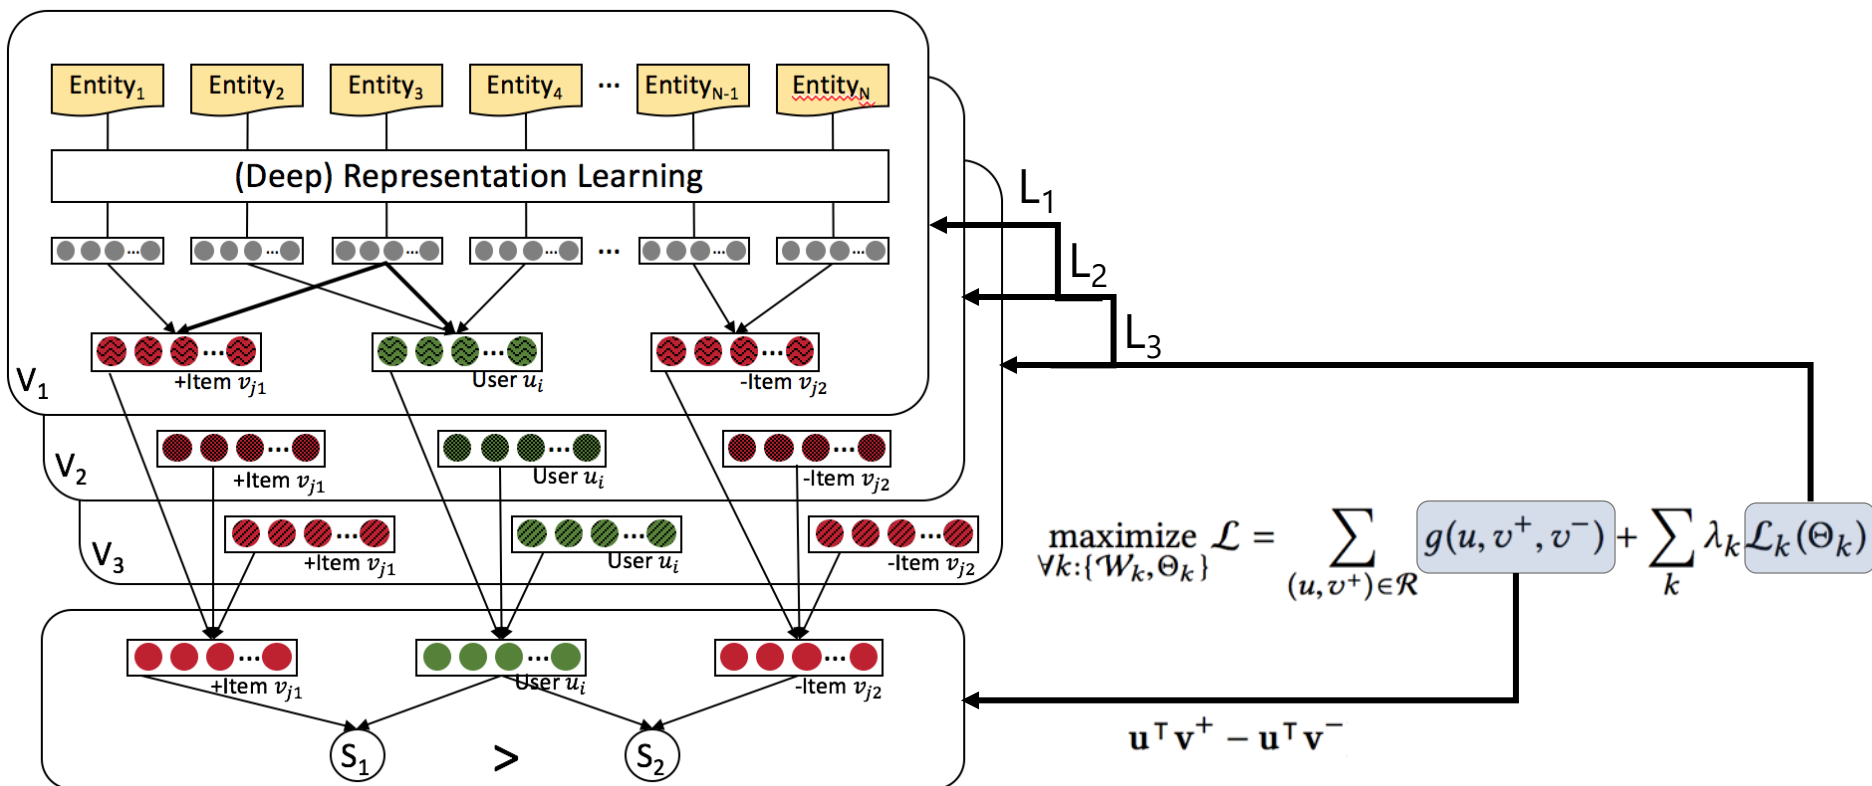 Entity1 Entity2 Entity3 Entity4 ... EntityN-1 EntityN
(Deep) Representation Learning
... ... ... ... ... ... ...
L1
L2
L3
... ... ...
V1 +Item vj1 User ui -Item vj2
... ... ...
V2 +Item vj1 User ui -Item vj2
... ... ...
V3 +Item vj1 User ui -Item vj2
maximize ℒ = ∑ g(u, v⁺, v⁻) + ∑ λk ℒk(Θk)
∀k:{𝒲k,Θk} (u,v⁺)∈ℛ k
... ... ...
+Item vj1 User ui -Item vj2
S1 > S2
u⊤v⁺ − u⊤v⁻